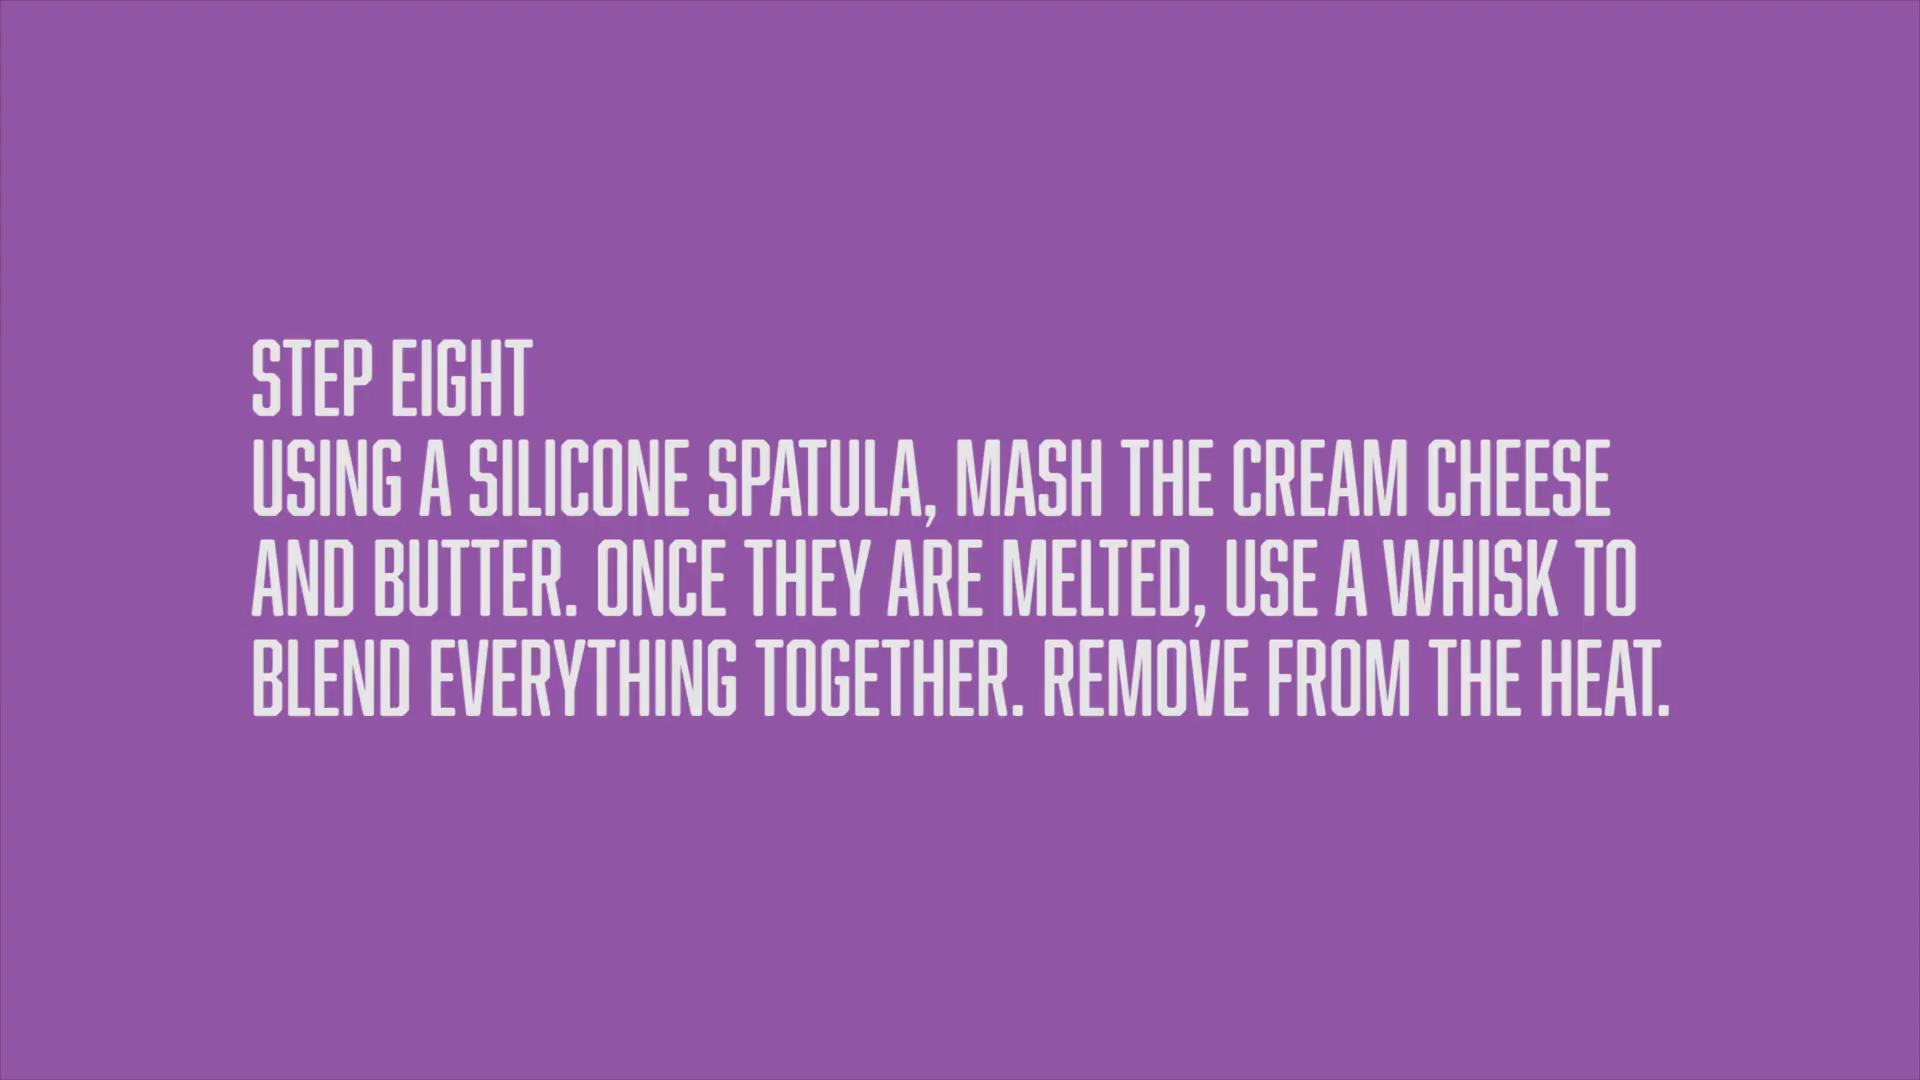 STEP EIGHT
USING A SILICONE SPATULA, MASH THE CREAM CHEESE
AND BUTTER. ONCE THEY ARE MELTED, USE A WHISK TO
BLEND EVERYTHING TOGETHER. REMOVE FROM THE HEAT.